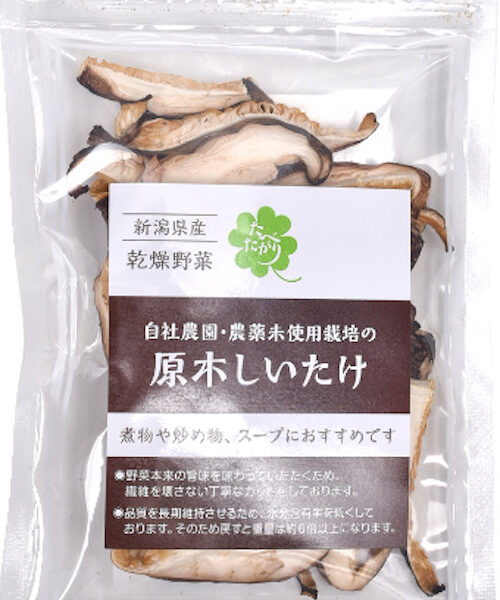 新潟県産
乾燥野菜
たなたがり
自社農園・農薬未使用栽培の
原木しいたけ
煮物や炒め物、スープにおすすめです
●野菜本来の旨味を味わっていただくため、
繊維を壊さない丁寧なカットをしております。
●品質を長期維持させるため、水分含有率を低くして
おります。そのため戻すと重量は約6倍以上になります。